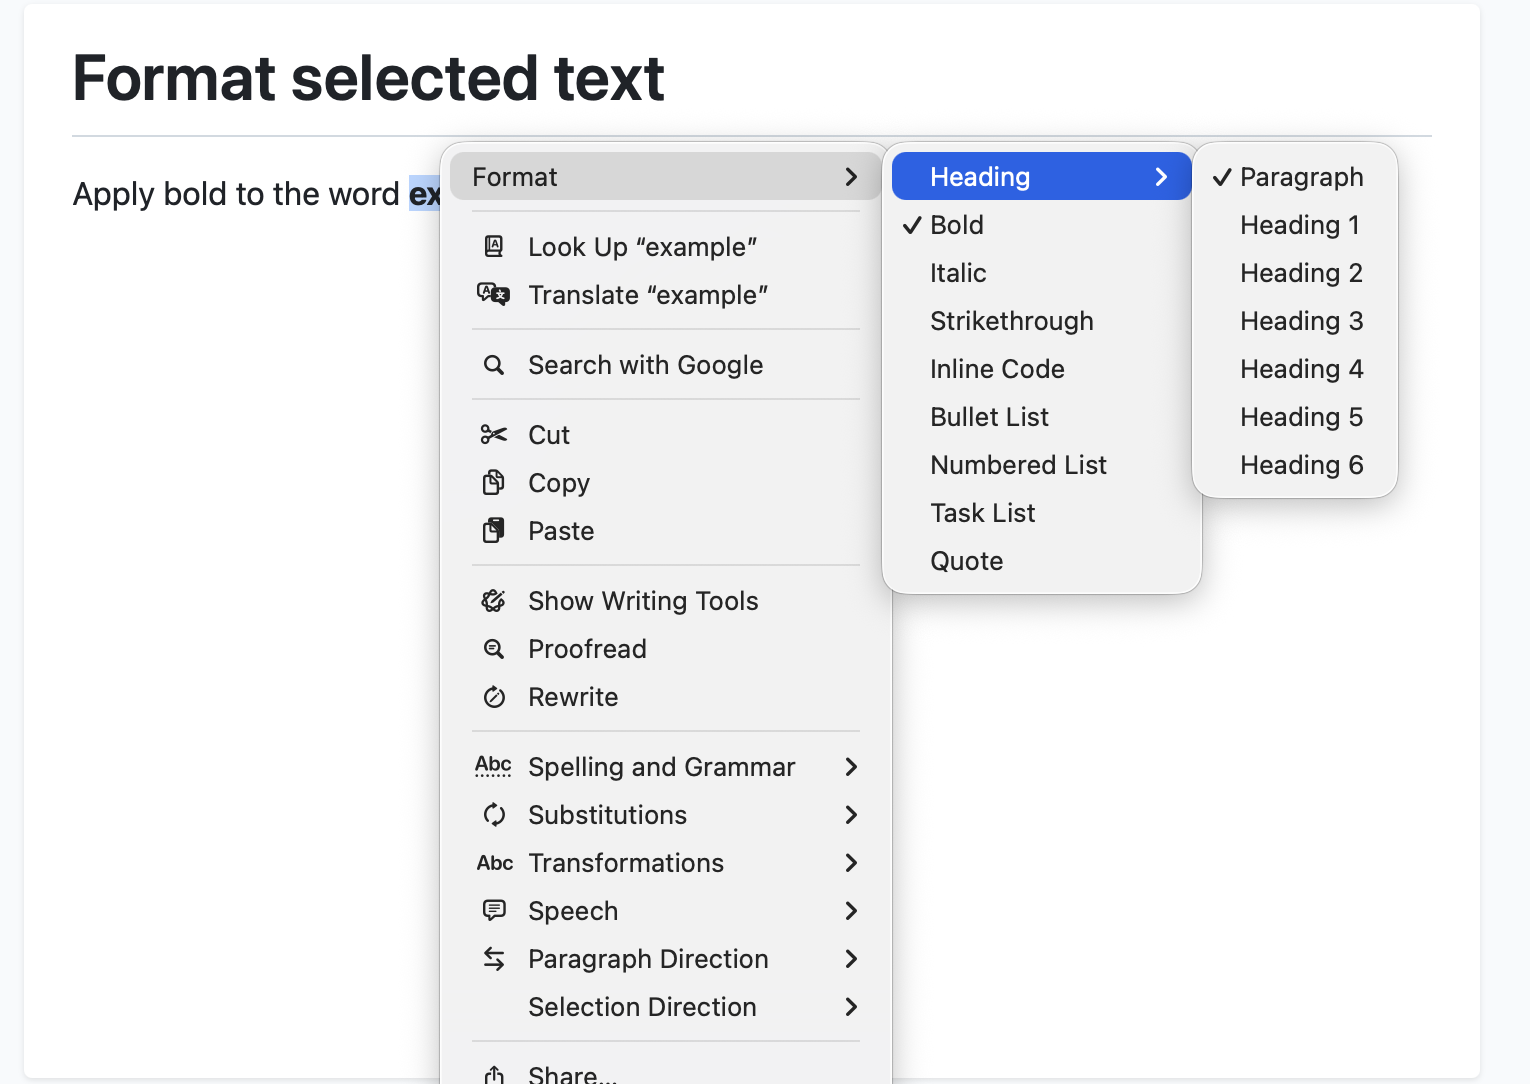 Format selected text
Apply bold to the word ex
Format
Look Up “example”
Translate “example”
Search with Google
Cut
Copy
Paste
Show Writing Tools
Proofread
Rewrite
Abc Spelling and Grammar
Substitutions
Abc Transformations
Speech
Paragraph Direction
Selection Direction
Share...
Heading
Bold
Italic
Strikethrough
Inline Code
Bullet List
Numbered List
Task List
Quote
Paragraph
Heading 1
Heading 2
Heading 3
Heading 4
Heading 5
Heading 6